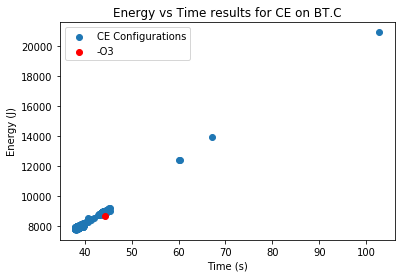 Energy vs Time results for CE on BT.C
CE Configurations
-O3
Energy (J)
20000
18000
16000
14000
12000
10000
8000
40 50 60 70 80 90 100
Time (s)